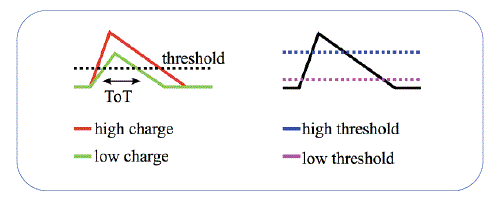 threshold
ToT
high charge
low charge
high threshold
low threshold